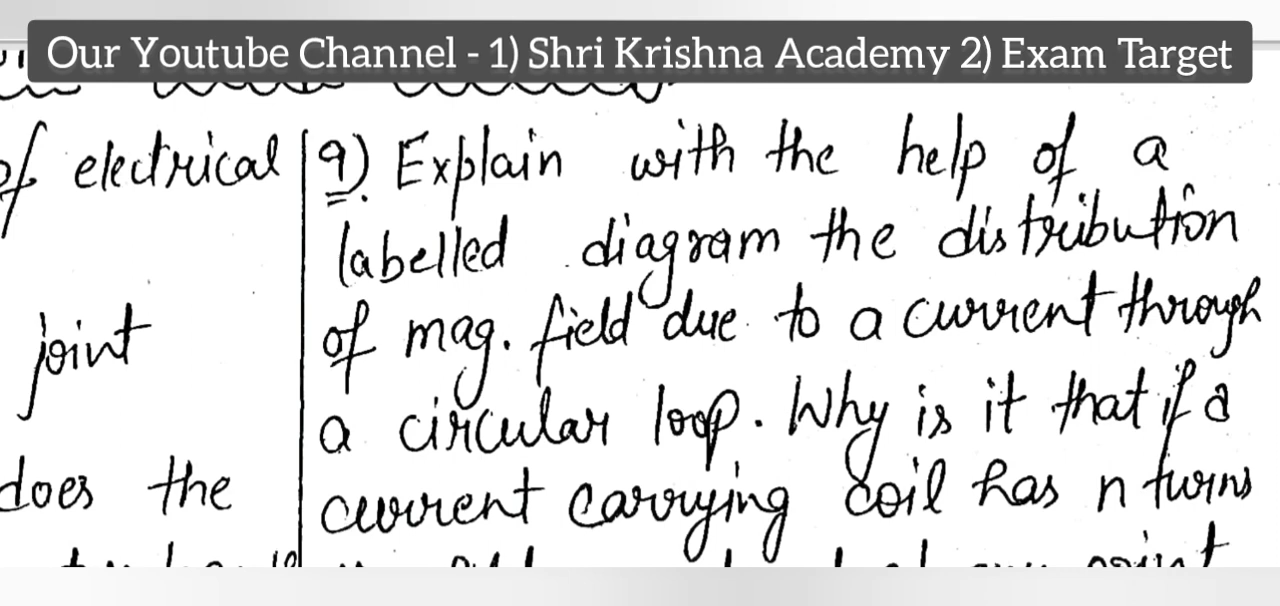 Our Youtube Channel - 1) Shri Krishna Academy 2) Exam Target
of electrical
joint
does the
9) Explain with the help of a
labelled diagram the distribution
of mag. field due to a current through
a circular loop. Why is it that if a
current carrying coil has n turns
point